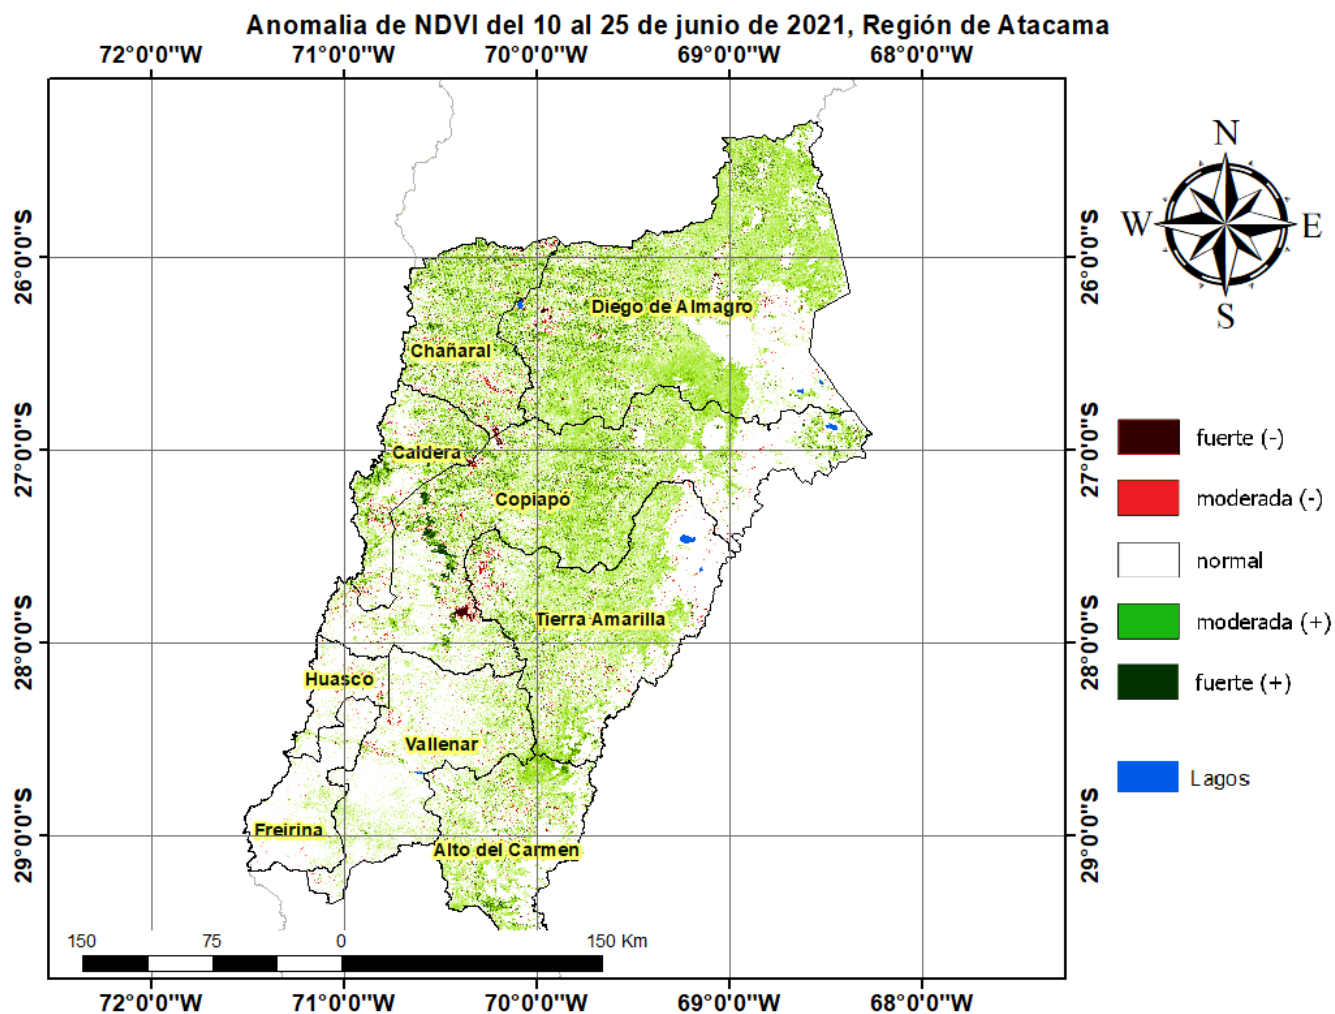 Anomalia de NDVI del 10 al 25 de junio de 2021, Región de Atacama
72°0'0"W 71°0'0"W 70°0'0"W 69°0'0"W 68°0'0"W
N
W E
S
26°0'0"S 26°0'0"S
Diego de Almagro
Chañaral
27°0'0"S 27°0'0"S
Caldera
Copiapó
fuerte (-)
moderada (-)
normal
moderada (+)
fuerte (+)
Lagos
28°0'0"S 28°0'0"S
Tierra Amarilla
Huasco
Vallenar
29°0'0"S 29°0'0"S
Freirina
Alto del Carmen
150 75 0 150 Km
72°0'0"W 71°0'0"W 70°0'0"W 69°0'0"W 68°0'0"W